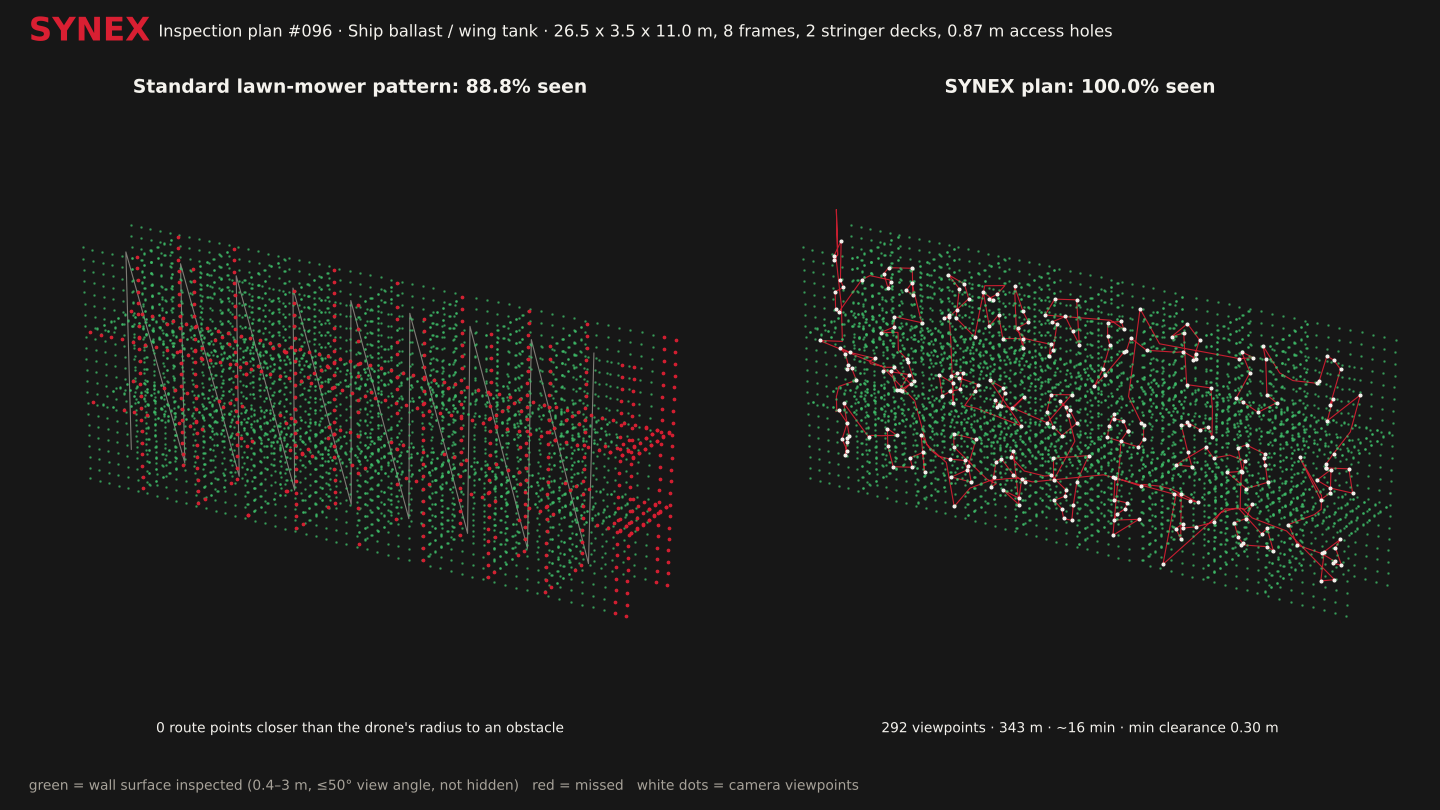 SYNEX Inspection plan #096 · Ship ballast / wing tank · 26.5 x 3.5 x 11.0 m, 8 frames, 2 stringer decks, 0.87 m access holes
Standard lawn-mower pattern: 88.8% seen
SYNEX plan: 100.0% seen
0 route points closer than the drone's radius to an obstacle
292 viewpoints · 343 m · ~16 min · min clearance 0.30 m
green = wall surface inspected (0.4–3 m, ≤50° view angle, not hidden)   red = missed   white dots = camera viewpoints